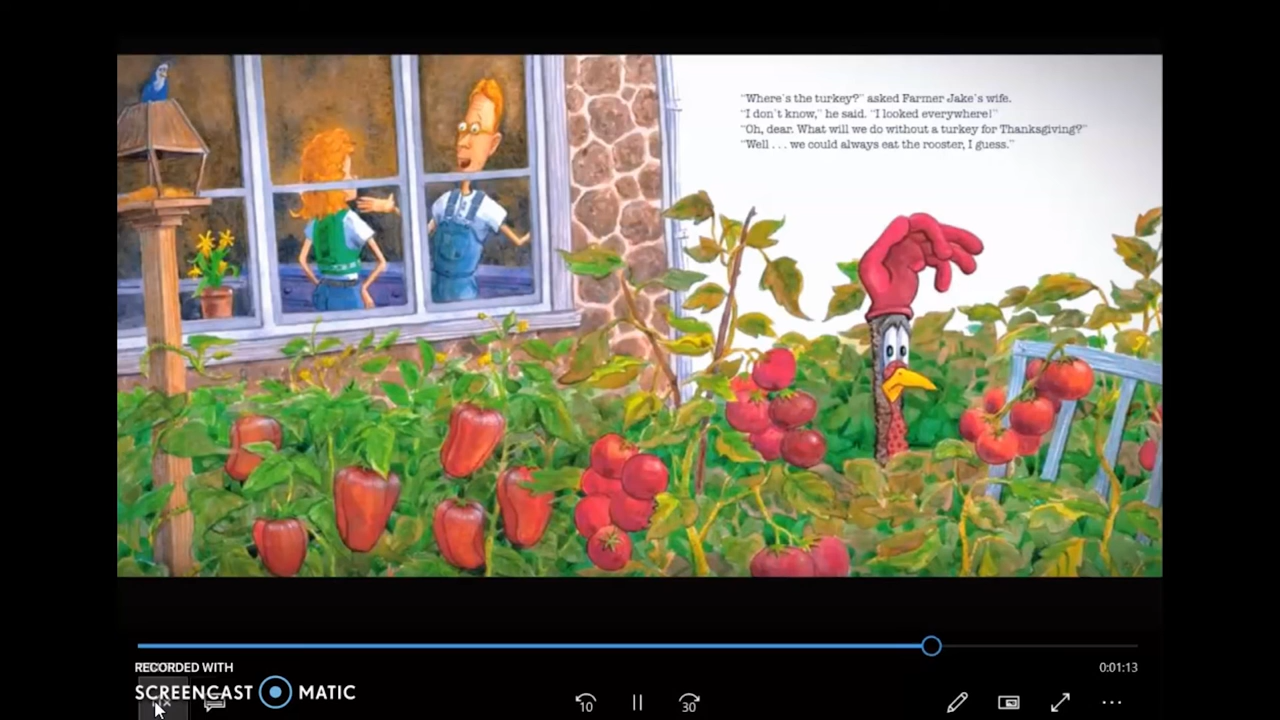 "Where's the turkey?" asked Farmer Jake's wife.
"I don't know," he said. "I looked everywhere!"
"Oh, dear. What will we do without a turkey for Thanksgiving?"
"Well . . . we could always eat the rooster, I guess."
RECORDED WITH
0:01:13
SCREENCAST MATIC
10
30